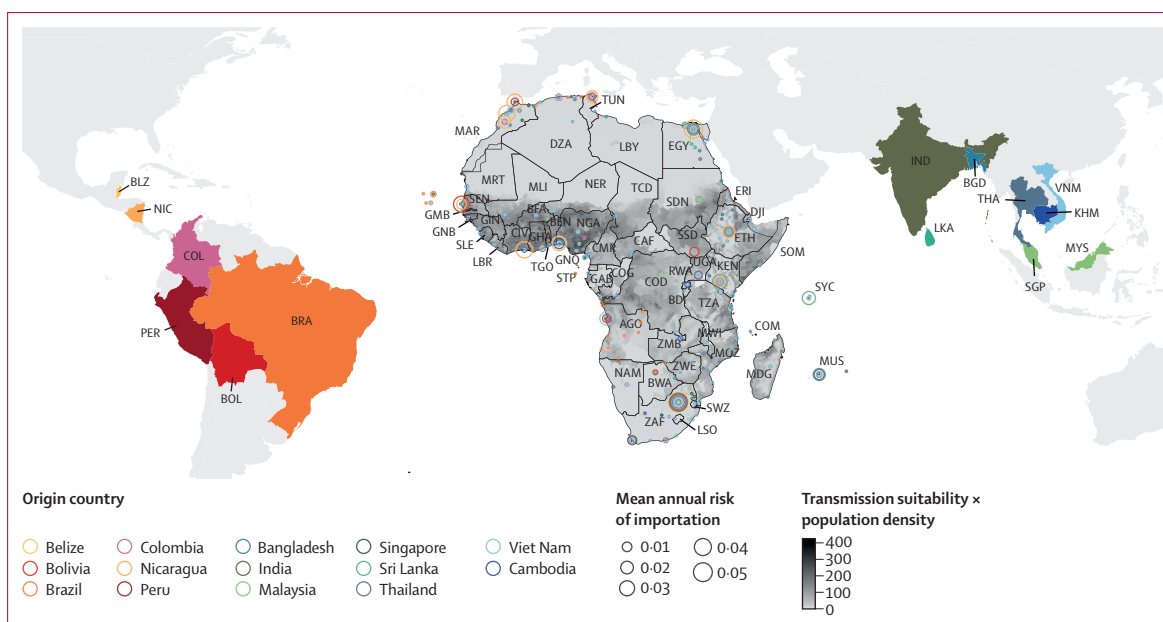 TUN
MAR
DZA
LBY
EGY
IND
MRT
MLI
NER
TCD
BGD
VNM
BLZ
SEN
ERI
THA
NIC
GMB
BFA
SDN
DJI
KHM
GNB
GIN
BEN
NGA
CIV
GHA
SSD
ETH
LKA
COL
SLE
CMR
CAF
SOM
MYS
LBR
TGO
GNQ
UGA
KEN
STP
GAB
COG
RWA
COD
SYC
SGP
BDI
TZA
PER
BRA
AGO
COM
MWI
ZMB
MOZ
MUS
ZWE
MDG
BOL
NAM
BWA
SWZ
ZAF
LSO
Origin country
Belize
Bolivia
Brazil
Colombia
Nicaragua
Peru
Bangladesh
India
Malaysia
Singapore
Sri Lanka
Thailand
Viet Nam
Cambodia
Mean annual risk
of importation
0·01
0·02
0·03
0·04
0·05
Transmission suitability ×
population density
400
300
200
100
0